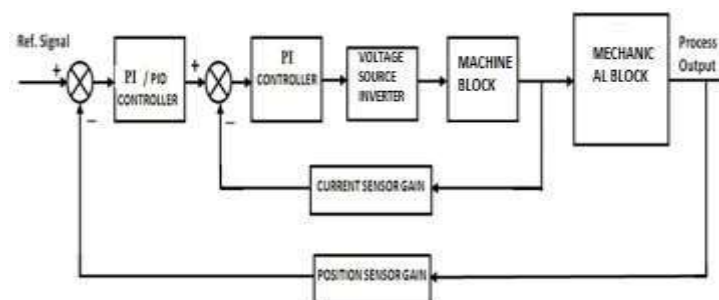 Ref. Signal
+
−
PI / PID
CONTROLLER
+
−
PI
CONTROLLER
VOLTAGE
SOURCE
INVERTER
MACHINE
BLOCK
MECHANIC
AL BLOCK
Process
Output
CURRENT SENSOR GAIN
POSITION SENSOR GAIN